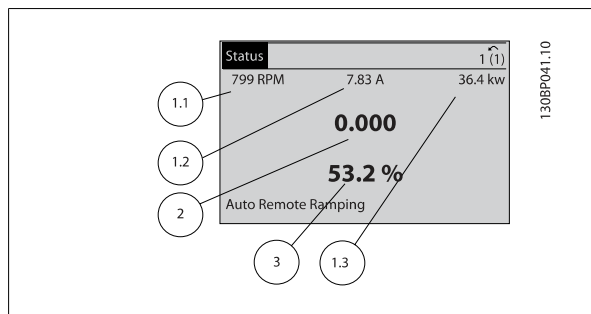 Status 1 (1)
799 RPM 7.83 A 36.4 kw
0.000
53.2 %
Auto Remote Ramping
1.1
1.2
2
3
1.3
130BP041.10